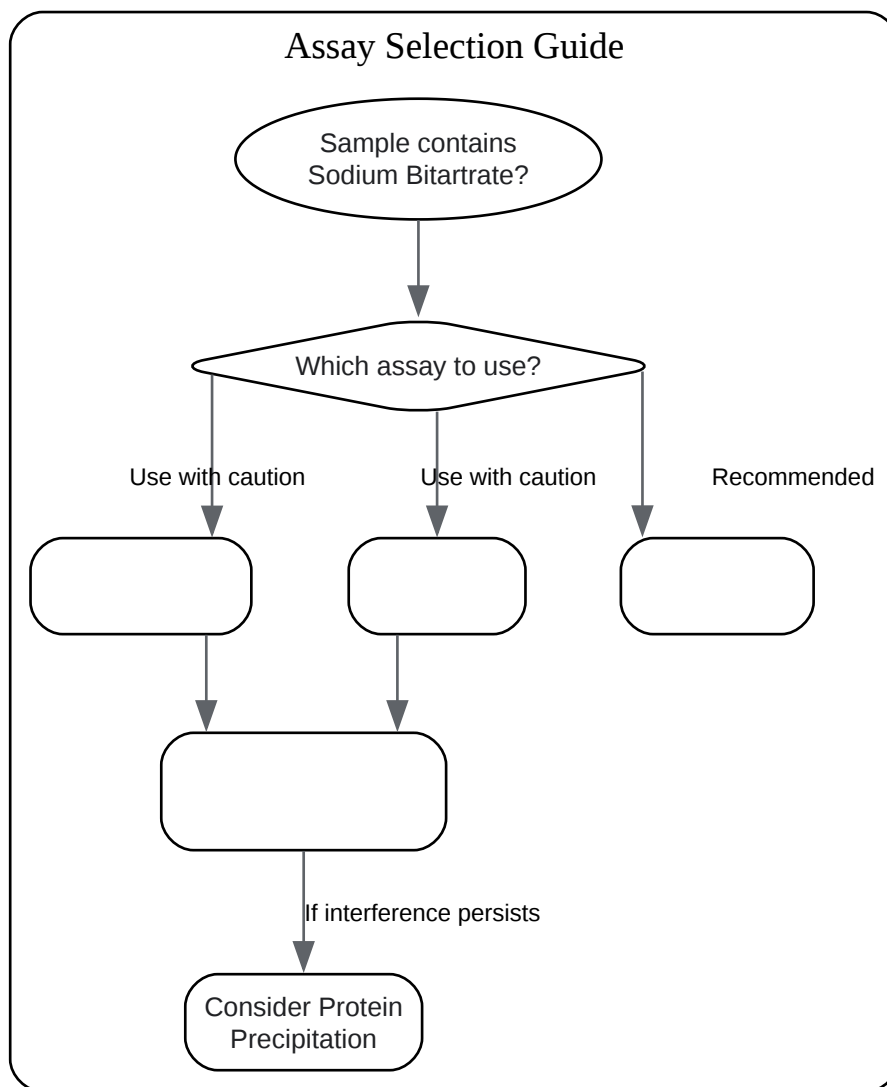 Assay Selection Guide
Sample contains
Sodium Bitartrate?
Which assay to use?
Use with caution
Use with caution
Recommended
If interference persists
Consider Protein
Precipitation